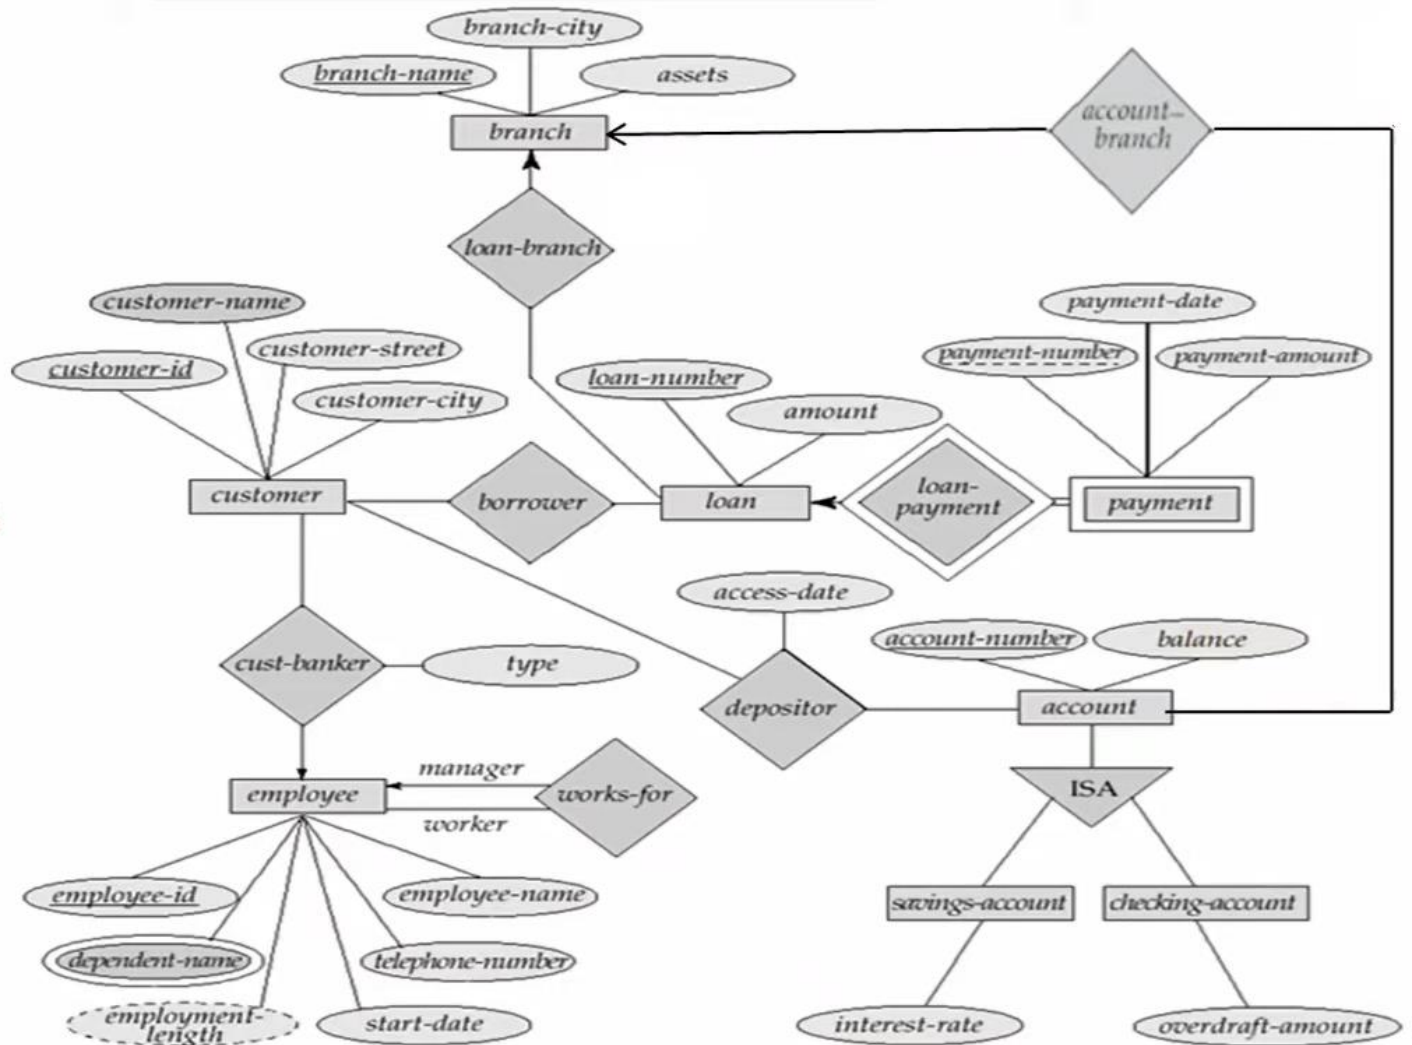 branch-city
branch-name
assets
branch
account-
branch
loan-branch
customer-name
customer-street
customer-id
customer-city
loan-number
amount
payment-date
payment-number
payment-amount
customer
borrower
loan
loan-
payment
payment
access-date
account-number
balance
cust-banker
type
depositor
account
manager
employee
works-for
worker
ISA
employee-id
employee-name
savings-account
checking-account
dependent-name
telephone-number
employment-
length
start-date
interest-rate
overdraft-amount